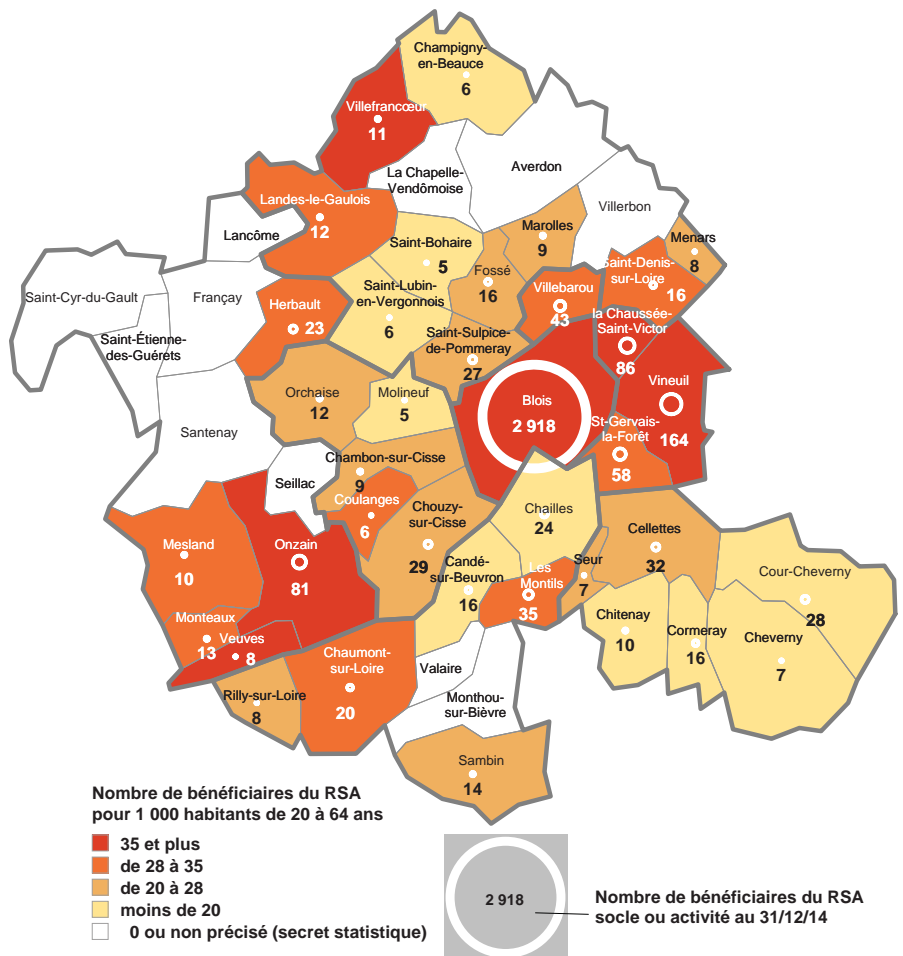 Champigny-
en-Beauce
6
Villefrancœur
11
La Chapelle-
Vendômoise
Averdon
Villerbon
Landes-le-Gaulois
12
Lancôme
Marolles
9
Menars
8
Saint-Bohaire
5
Fossé
16
Saint-Denis-
sur-Loire
16
Saint-Cyr-du-Gault
Françay
Herbault
23
Saint-Lubin-
en-Vergonnois
6
Villebarou
43
la Chaussée-
Saint-Victor
86
Saint-Étienne-
des-Guérets
Saint-Sulpice-
de-Pommeray
27
Vineuil
164
Orchaise
12
Molineuf
5
Blois
2 918
St-Gervais-
la-Forêt
58
Santenay
Seillac
Chambon-sur-Cisse
9
Coulanges
6
Chouzy-
sur-Cisse
29
Chailles
24
Mesland
10
Onzain
81
Candé-
sur-Beuvron
16
Les
Montils
35
Seur
7
Cellettes
32
Cour-Cheverny
28
Monteaux
13
Veuves
8
Chaumont-
sur-Loire
20
Valaire
Chitenay
10
Cormeray
16
Cheverny
7
Rilly-sur-Loire
8
Monthou-
sur-Bièvre
Sambin
14
Nombre de bénéficiaires du RSA
pour 1 000 habitants de 20 à 64 ans
35 et plus
de 28 à 35
de 20 à 28
moins de 20
0 ou non précisé (secret statistique)
2 918
Nombre de bénéficiaires du RSA
socle ou activité au 31/12/14